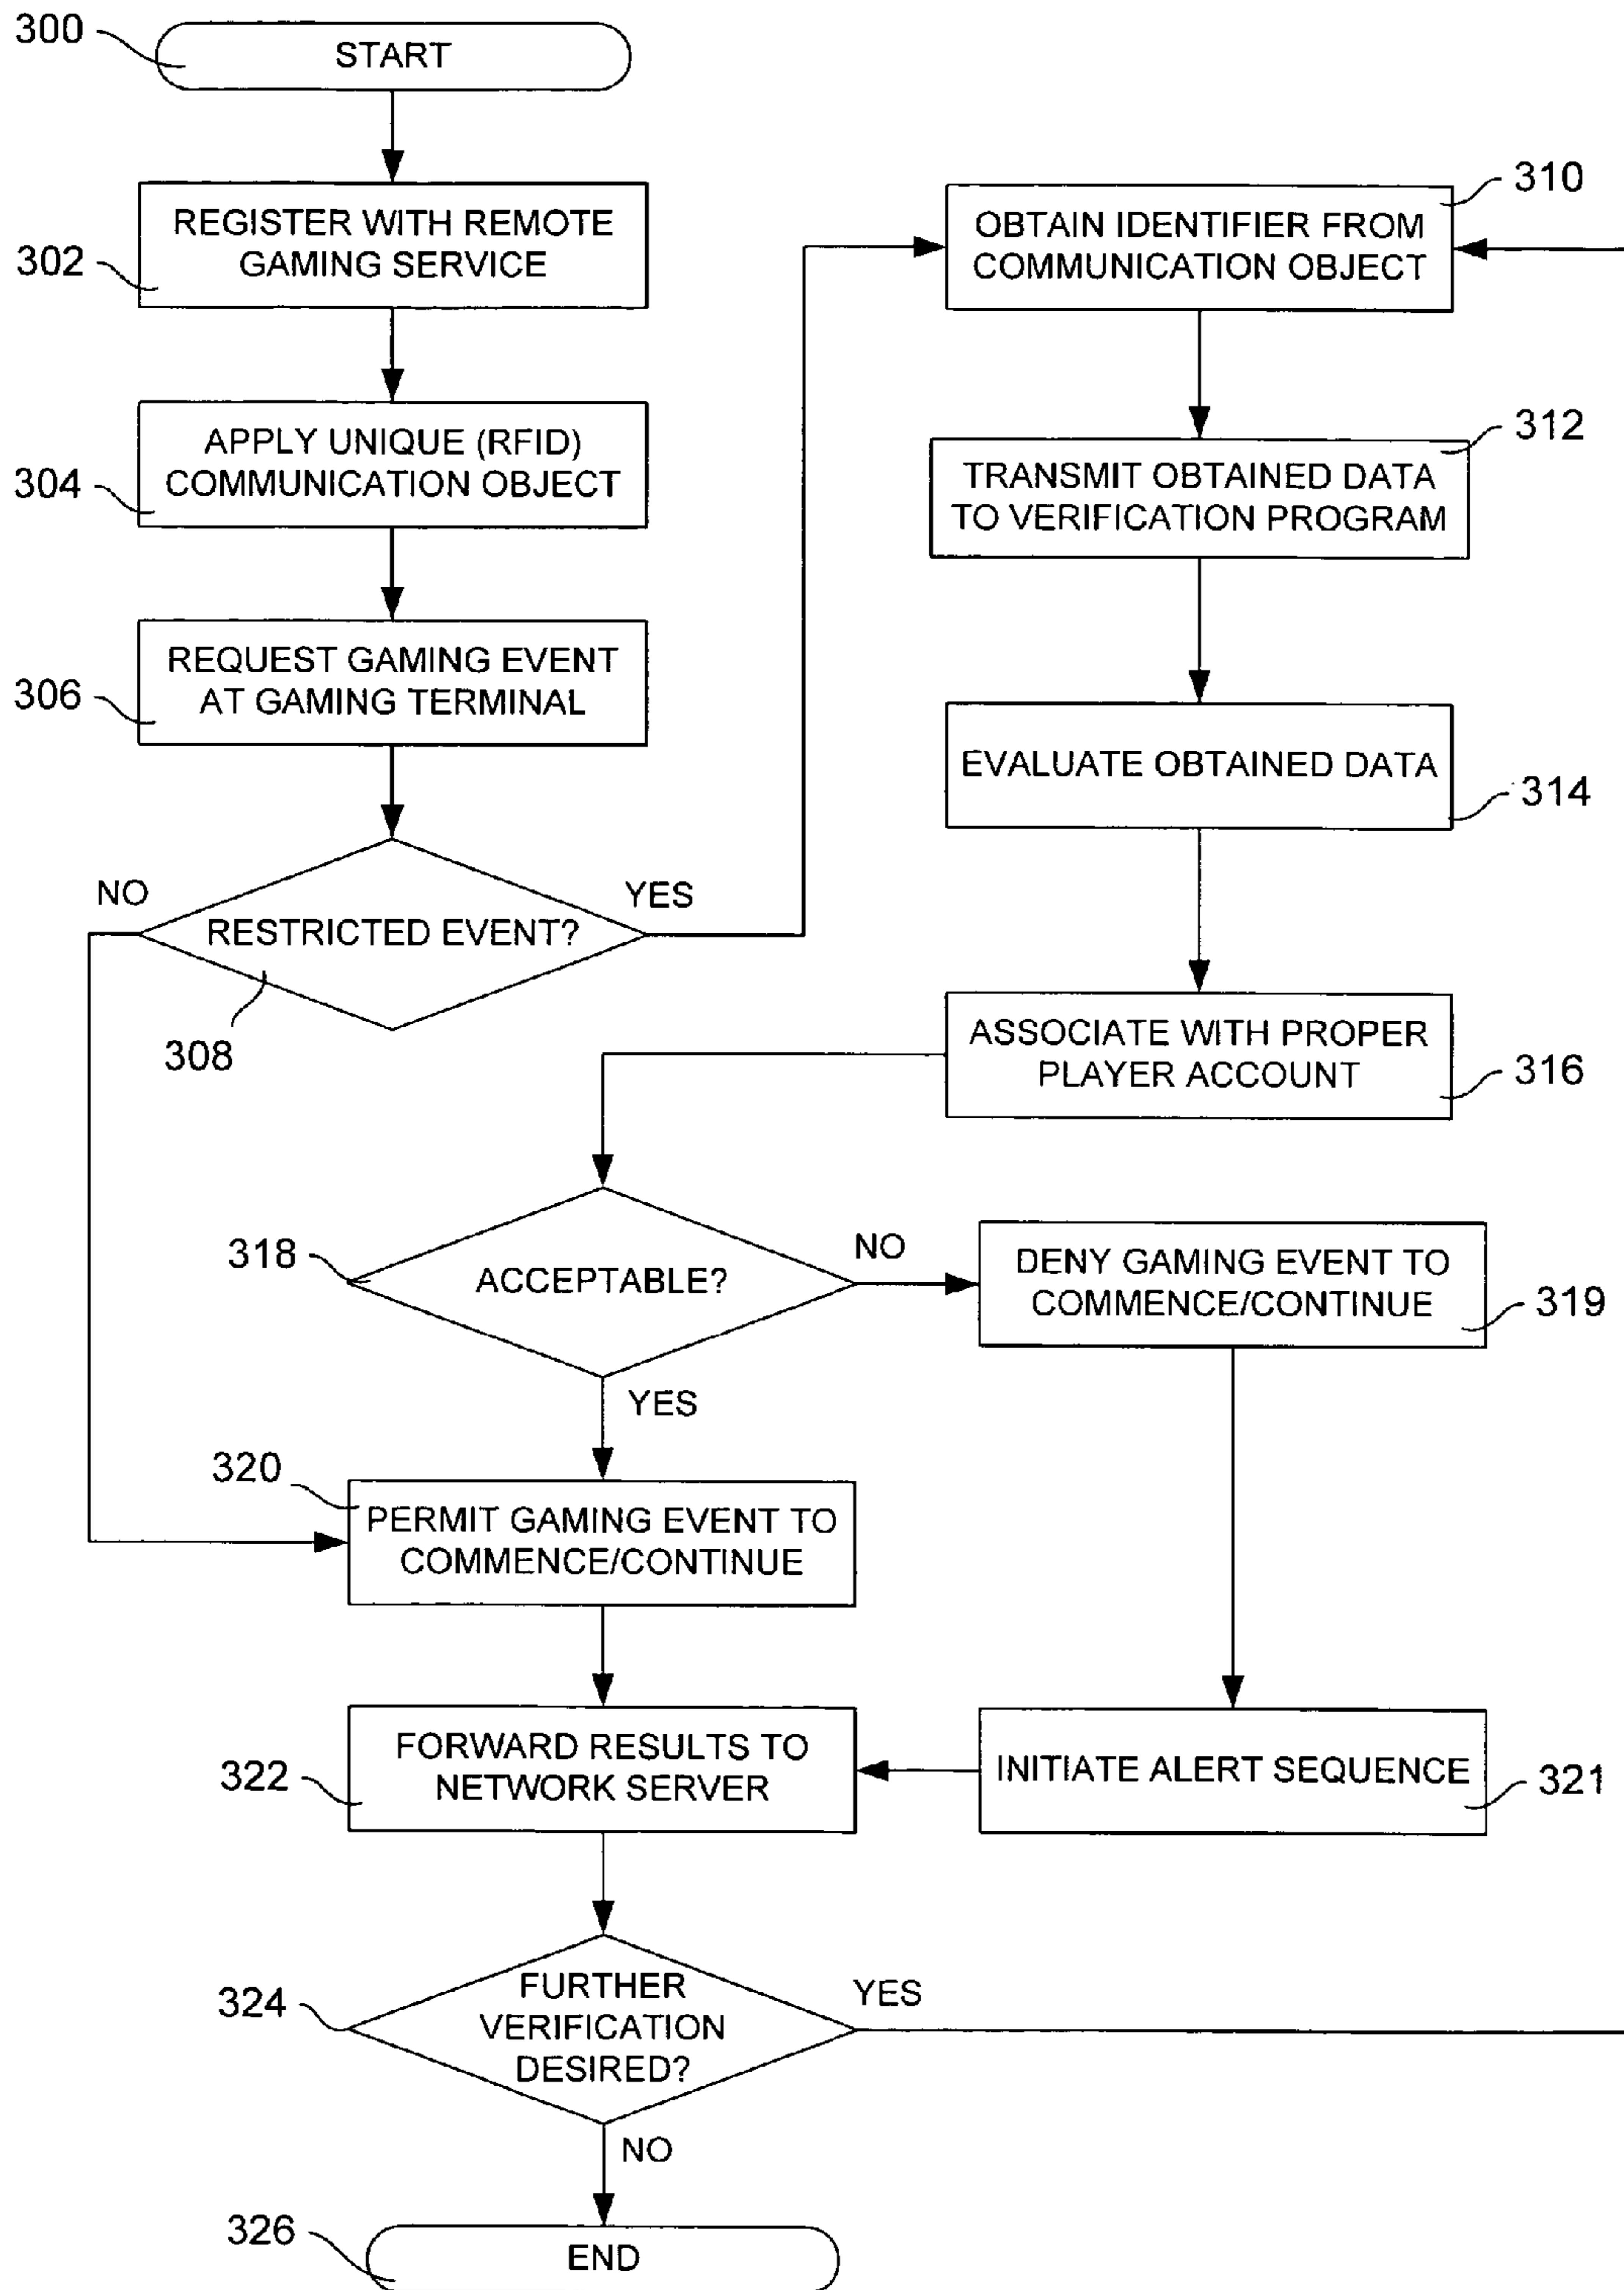 300
START
302
REGISTER WITH REMOTE
GAMING SERVICE
304
APPLY UNIQUE (RFID)
COMMUNICATION OBJECT
306
REQUEST GAMING EVENT
AT GAMING TERMINAL
NO
YES
RESTRICTED EVENT?
308
310
OBTAIN IDENTIFIER FROM
COMMUNICATION OBJECT
312
TRANSMIT OBTAINED DATA
TO VERIFICATION PROGRAM
EVALUATE OBTAINED DATA
314
ASSOCIATE WITH PROPER
PLAYER ACCOUNT
316
318
ACCEPTABLE?
NO
YES
DENY GAMING EVENT TO
COMMENCE/CONTINUE
319
320
PERMIT GAMING EVENT TO
COMMENCE/CONTINUE
322
FORWARD RESULTS TO
NETWORK SERVER
INITIATE ALERT SEQUENCE
321
324
FURTHER
VERIFICATION
DESIRED?
YES
NO
326
END